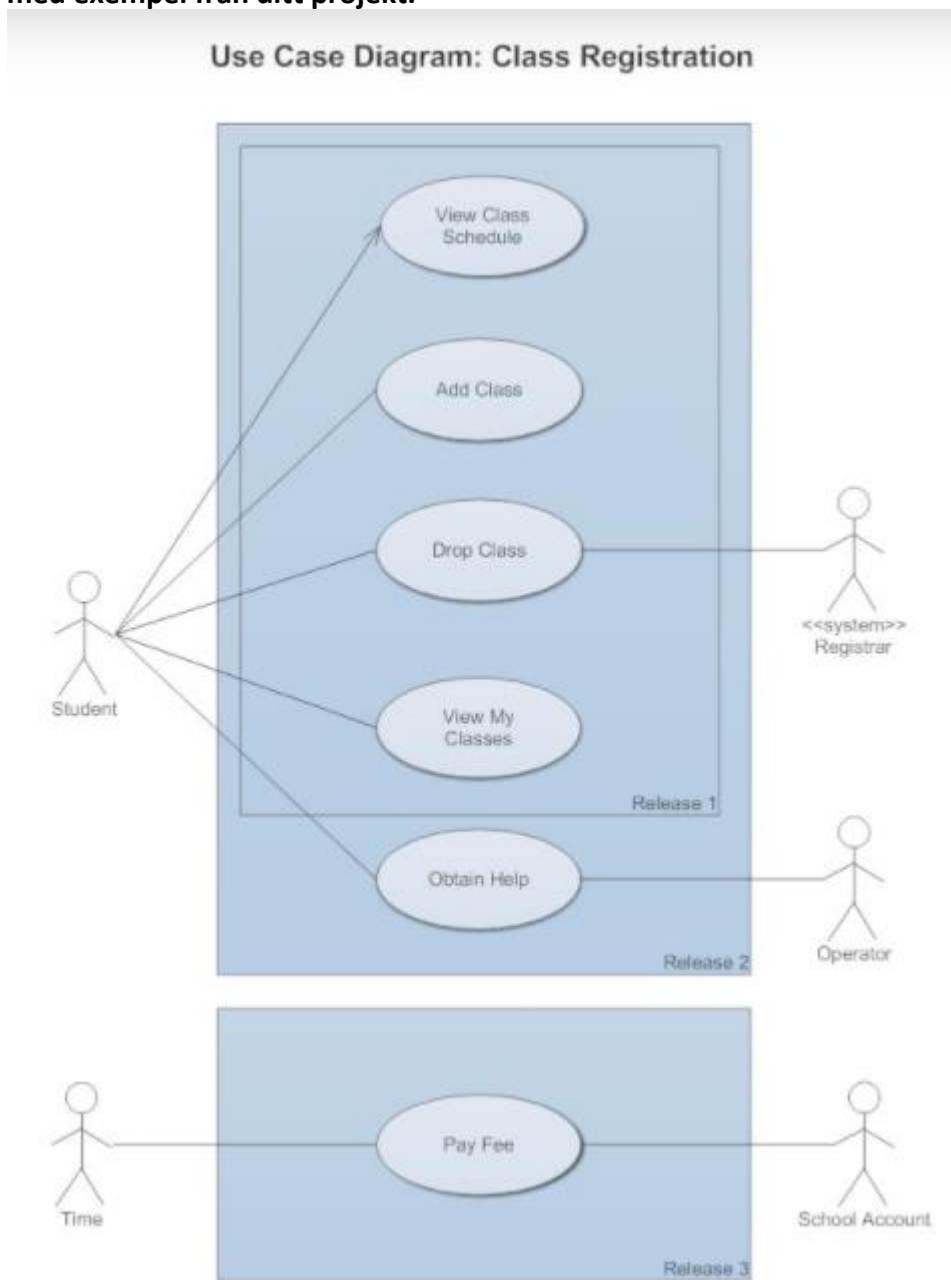 med exempel från ditt projekt.
Use Case Diagram: Class Registration
View Class
Schedule
Add Class
Drop Class
<<system>>
Registrar
Student
View My
Classes
Release 1
Obtain Help
Operator
Release 2
Pay Fee
Time
School Account
Release 3